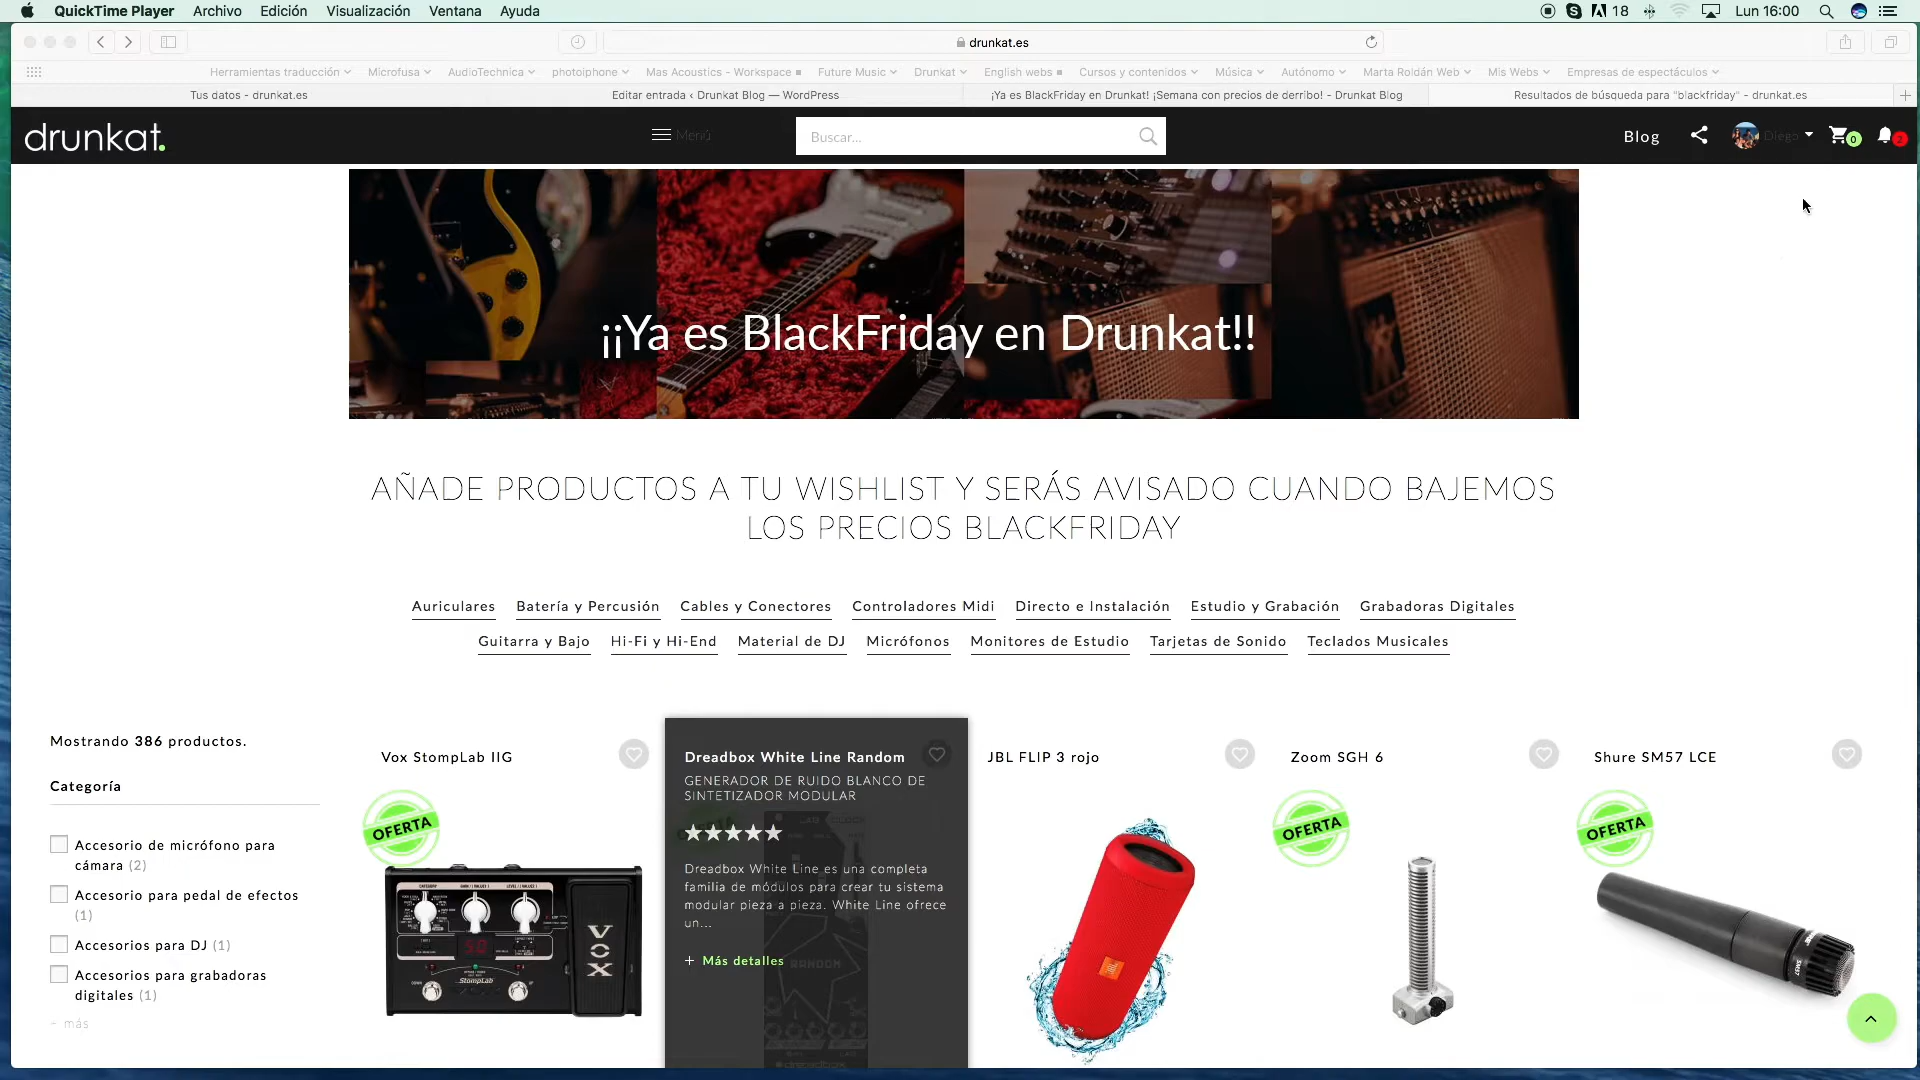 QuickTime Player Archivo Edición Visualización Ventana Ayuda 18 Lun 16:00
drunkat.es
Herramientas traducción Microfusa AudioTechnica photoiphone Mas Acoustics - Workspace Future Music Drunkat English webs Cursos y contenidos Música Autónomo Marta Roldán Web Mis Webs Empresas de espectáculos
Tus datos - drunkat.es Editar entrada ‹ Drunkat Blog — WordPress ¡Ya es BlackFriday en Drunkat! ¡Semana con precios de derribo! - Drunkat Blog Resultados de búsqueda para "blackfriday" - drunkat.es
drunkat. Menú Buscar... Blog Diego 0 2
¡¡Ya es BlackFriday en Drunkat!!
AÑADE PRODUCTOS A TU WISHLIST Y SERÁS AVISADO CUANDO BAJEMOS
LOS PRECIOS BLACKFRIDAY
Auriculares Batería y Percusión Cables y Conectores Controladores Midi Directo e Instalación Estudio y Grabación Grabadoras Digitales
Guitarra y Bajo Hi-Fi y Hi-End Material de DJ Micrófonos Monitores de Estudio Tarjetas de Sonido Teclados Musicales
Mostrando 386 productos.
Categoría
Accesorio de micrófono para
cámara (2)
Accesorio para pedal de efectos
(1)
Accesorios para DJ (1)
Accesorios para grabadoras
digitales (1)
+ más
Vox StompLab IIG
OFERTA
VOX
StompLab
Dreadbox White Line Random
GENERADOR DE RUIDO BLANCO DE
SINTETIZADOR MODULAR
Dreadbox White Line es una completa
familia de módulos para crear tu sistema
modular pieza a pieza. White Line ofrece
un...
+ Más detalles
RANDOM
dreadbox
JBL FLIP 3 rojo
Zoom SGH 6
OFERTA
Shure SM57 LCE
OFERTA
SM57